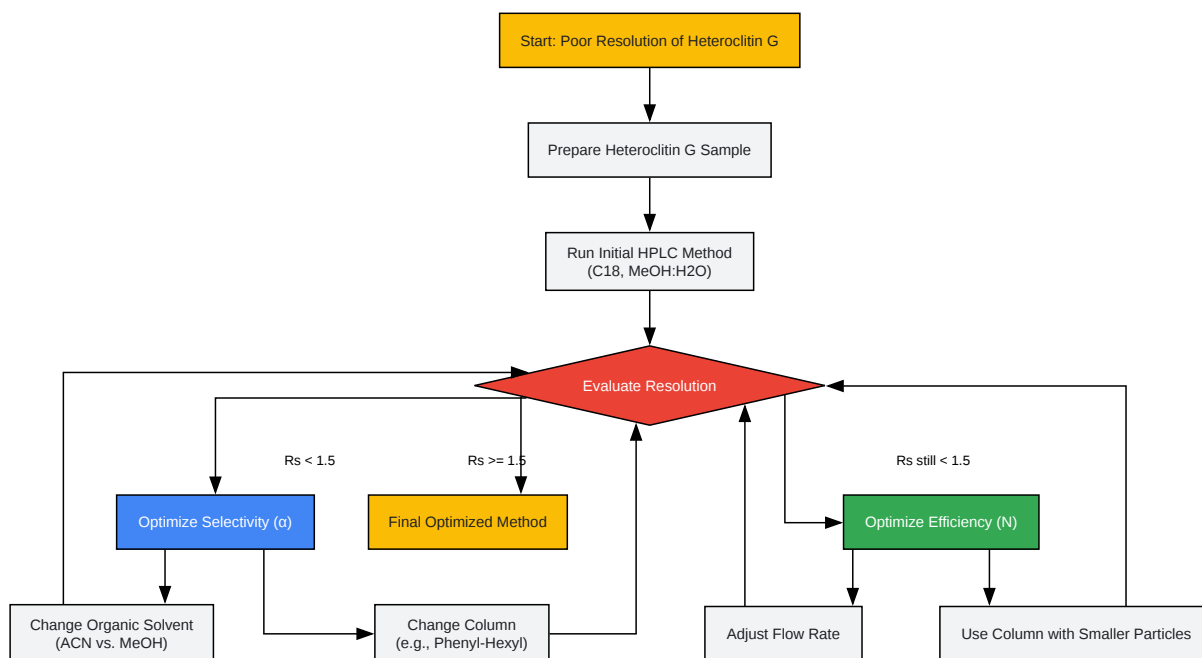 Start: Poor Resolution of Heteroclitin G
Prepare Heteroclitin G Sample
Run Initial HPLC Method
(C18, MeOH:H2O)
Evaluate Resolution
Rs < 1.5
Rs >= 1.5
Rs still < 1.5
Optimize Selectivity (α)
Final Optimized Method
Optimize Efficiency (N)
Change Organic Solvent
(ACN vs. MeOH)
Change Column
(e.g., Phenyl-Hexyl)
Adjust Flow Rate
Use Column with Smaller Particles